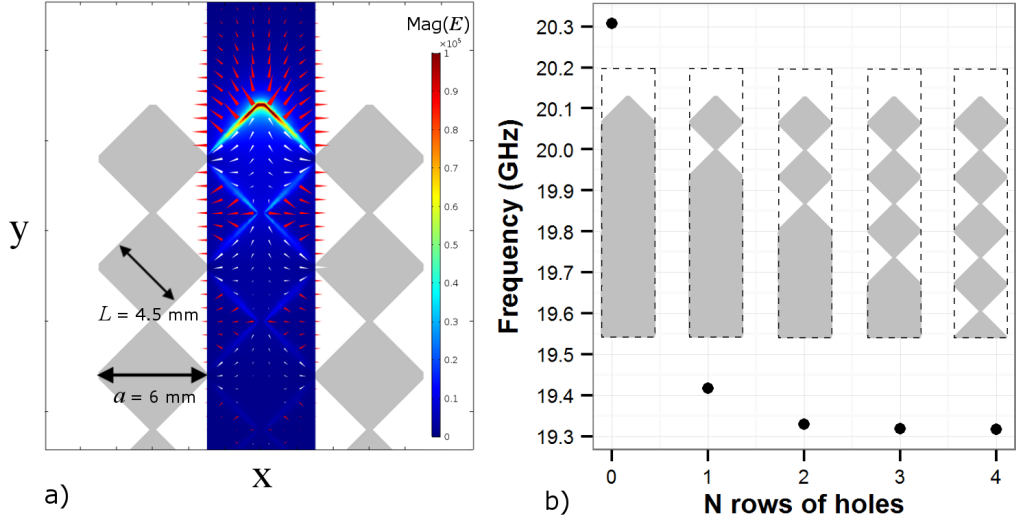 Mag(E)
×10⁵
1
0.9
0.8
0.7
0.6
0.5
0.4
0.3
0.2
0.1
0
y
L = 4.5 mm
a = 6 mm
x
a)
Frequency (GHz)
20.3
20.2
20.1
20.0
19.9
19.8
19.7
19.6
19.5
19.4
19.3
0 1 2 3 4
N rows of holes
b)